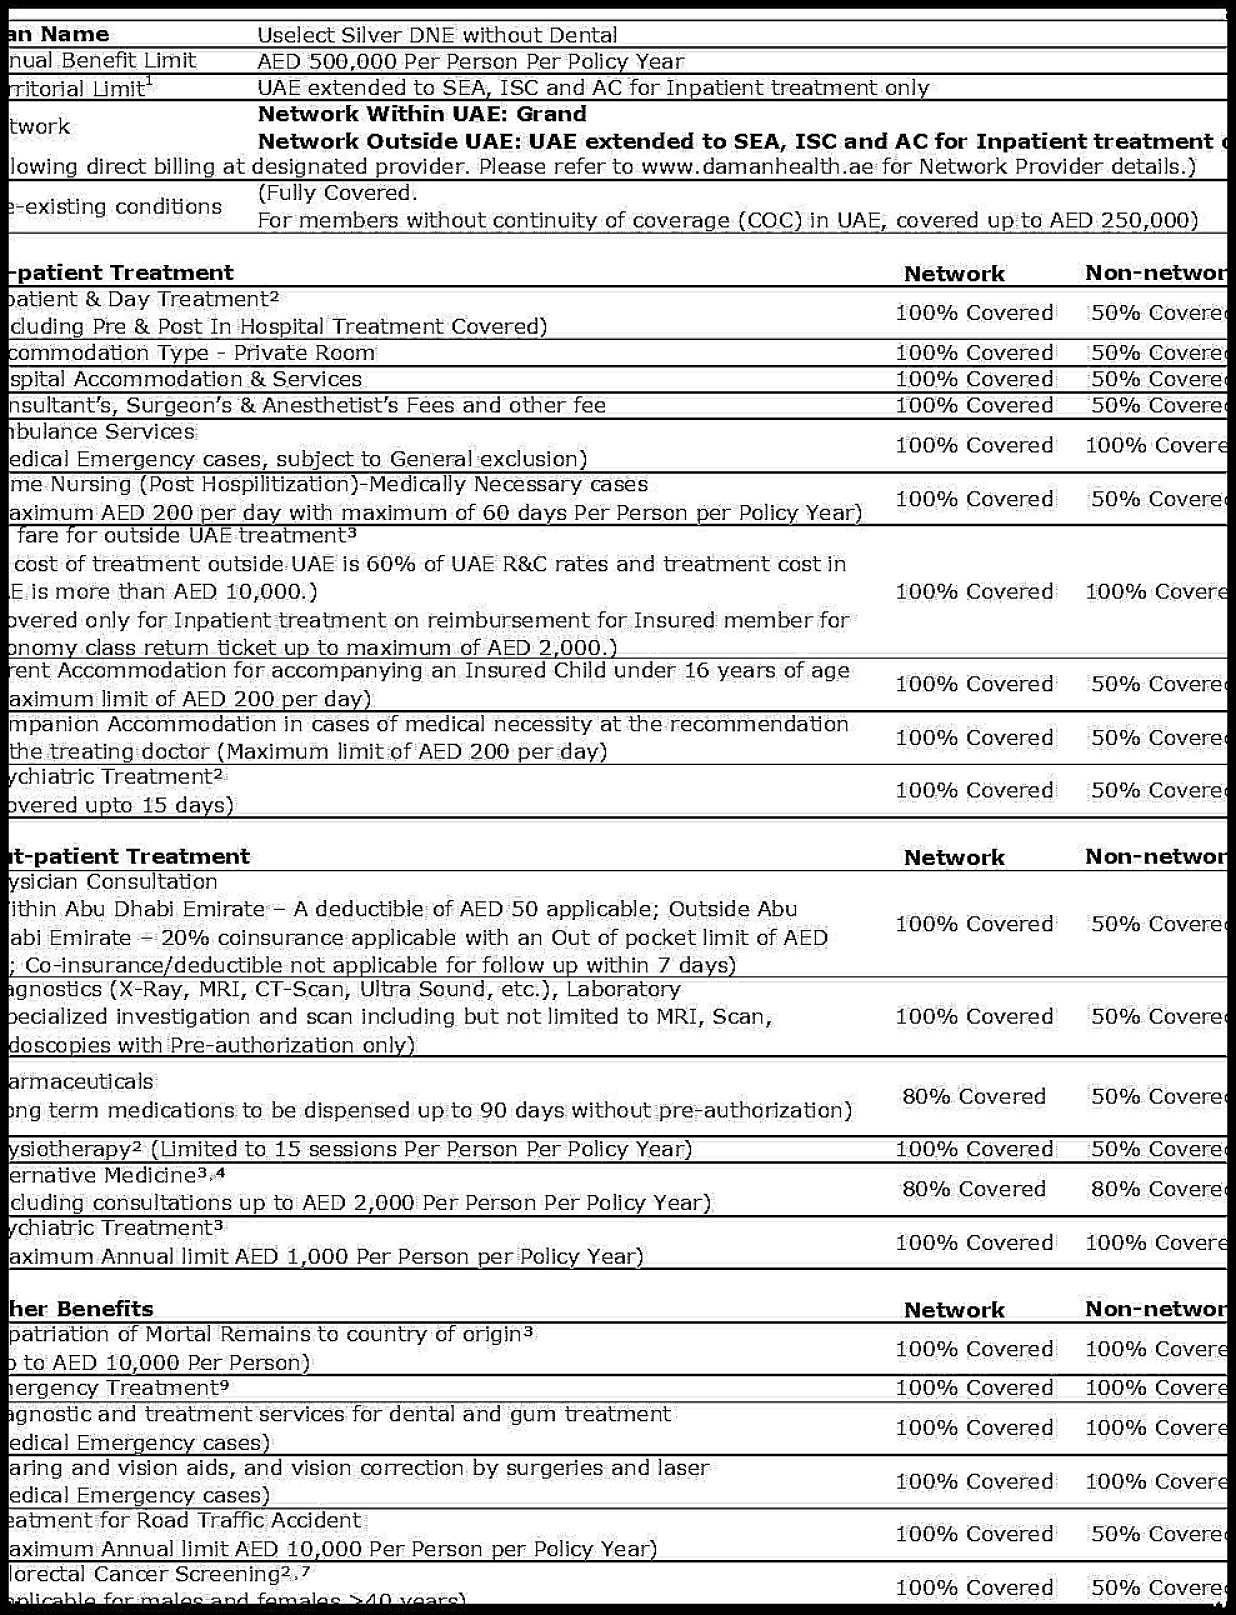 an Name Uselect Silver DNE without Dental
nual Benefit Limit AED 500,000 Per Person Per Policy Year
rritorial Limit¹ UAE extended to SEA, ISC and AC for Inpatient treatment only
twork Network Within UAE: Grand
Network Outside UAE: UAE extended to SEA, ISC and AC for Inpatient treatment
lowing direct billing at designated provider. Please refer to www.damanhealth.ae for Network Provider details.)
e-existing conditions (Fully Covered.
For members without continuity of coverage (COC) in UAE, covered up to AED 250,000)
-patient Treatment Network Non-networ
patient & Day Treatment² 100% Covered 50% Covere
cluding Pre & Post In Hospital Treatment Covered)
commodation Type - Private Room 100% Covered 50% Covere
spital Accommodation & Services 100% Covered 50% Covere
nsultant's, Surgeon's & Anesthetist's Fees and other fee 100% Covered 50% Covere
bulance Services 100% Covered 100% Covere
edical Emergency cases, subject to General exclusion)
me Nursing (Post Hospilitization)-Medically Necessary cases 100% Covered 50% Covere
aximum AED 200 per day with maximum of 60 days Per Person per Policy Year)
fare for outside UAE treatment³
cost of treatment outside UAE is 60% of UAE R&C rates and treatment cost in
E is more than AED 10,000.) 100% Covered 100% Covere
overed only for Inpatient treatment on reimbursement for Insured member for
onomy class return ticket up to maximum of AED 2,000.)
rent Accommodation for accompanying an Insured Child under 16 years of age 100% Covered 50% Covere
aximum limit of AED 200 per day)
mpanion Accommodation in cases of medical necessity at the recommendation 100% Covered 50% Covere
the treating doctor (Maximum limit of AED 200 per day)
ychiatric Treatment² 100% Covered 50% Covere
overed upto 15 days)
t-patient Treatment Network Non-networ
ysician Consultation
ithin Abu Dhabi Emirate – A deductible of AED 50 applicable; Outside Abu 100% Covered 50% Covere
abi Emirate – 20% coinsurance applicable with an Out of pocket limit of AED
; Co-insurance/deductible not applicable for follow up within 7 days)
agnostics (X-Ray, MRI, CT-Scan, Ultra Sound, etc.), Laboratory
pecialized investigation and scan including but not limited to MRI, Scan, 100% Covered 50% Covere
doscopies with Pre-authorization only)
armaceuticals 80% Covered 50% Covere
ong term medications to be dispensed up to 90 days without pre-authorization)
ysiotherapy² (Limited to 15 sessions Per Person Per Policy Year) 100% Covered 50% Covere
ernative Medicine³,⁴ 80% Covered 80% Covere
cluding consultations up to AED 2,000 Per Person Per Policy Year)
ychiatric Treatment³ 100% Covered 100% Covere
aximum Annual limit AED 1,000 Per Person per Policy Year)
her Benefits Network Non-networ
patriation of Mortal Remains to country of origin³ 100% Covered 100% Covere
p to AED 10,000 Per Person)
ergency Treatment⁹ 100% Covered 100% Covere
agnostic and treatment services for dental and gum treatment 100% Covered 100% Covere
edical Emergency cases)
aring and vision aids, and vision correction by surgeries and laser 100% Covered 100% Covere
edical Emergency cases)
eatment for Road Traffic Accident 100% Covered 50% Covere
aximum Annual limit AED 10,000 Per Person per Policy Year)
lorectal Cancer Screening²,⁷ 100% Covered 50% Covere
plicable for males and females >40 years)